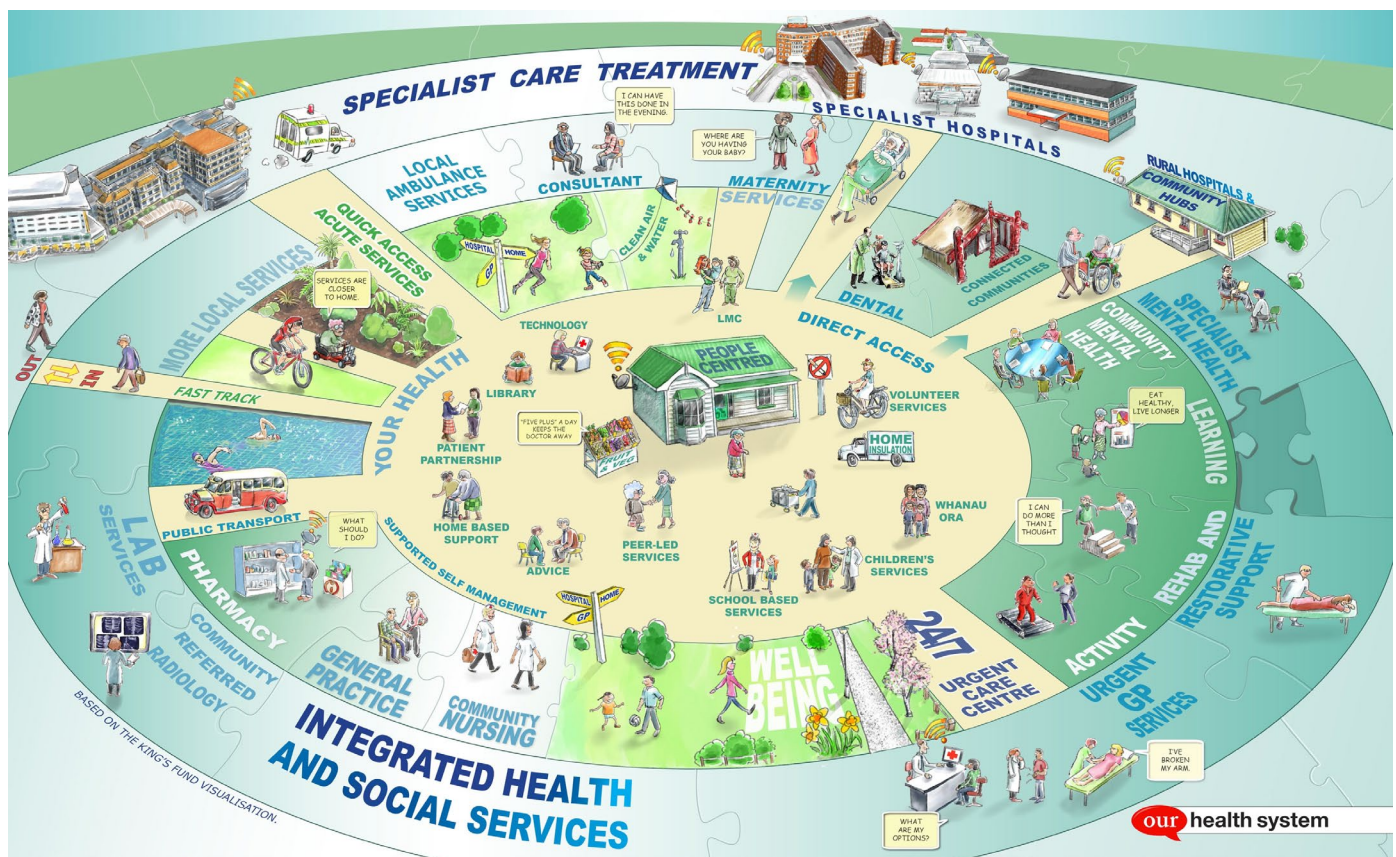 SPECIALIST CARE TREATMENT
SPECIALIST HOSPITALS
RURAL HOSPITALS &
COMMUNITY
HUBS
I CAN HAVE
THIS DONE IN
THE EVENING.
WHERE ARE
YOU HAVING
YOUR BABY?
LOCAL
AMBULANCE
SERVICES
CONSULTANT
MATERNITY
SERVICES
QUICK ACCESS
ACUTE SERVICES
HOSPITAL
HOME
GP
CLEAN AIR
& WATER
DENTAL
CONNECTED
COMMUNITIES
MORE LOCAL SERVICES
SERVICES ARE
CLOSER
TO HOME.
OUT
IN
FAST TRACK
YOUR HEALTH
TECHNOLOGY
LMC
DIRECT ACCESS
PEOPLE
CENTRED
LIBRARY
VOLUNTEER
SERVICES
"FIVE PLUS" A DAY
KEEPS THE
DOCTOR AWAY
FRUIT
& VEG
HOME
INSULATION
PATIENT
PARTNERSHIP
HOME BASED
SUPPORT
ADVICE
PEER-LED
SERVICES
WHANAU
ORA
SCHOOL BASED
SERVICES
CHILDREN'S
SERVICES
SUPPORTED SELF MANAGEMENT
COMMUNITY
MENTAL
HEALTH
SPECIALIST
MENTAL HEALTH
EAT
HEALTHY,
LIVE LONGER
LEARNING
I CAN
DO MORE
THAN I
THOUGHT
REHAB AND
RESTORATIVE
SUPPORT
ACTIVITY
PUBLIC TRANSPORT
WHAT
SHOULD
I DO?
LAB
SERVICES
PHARMACY
COMMUNITY
REFERRED
RADIOLOGY
GENERAL
PRACTICE
COMMUNITY
NURSING
HOSPITAL
HOME
GP
WELL
BEING
24/7
URGENT
CARE
CENTRE
URGENT
GP
SERVICES
I'VE
BROKEN
MY ARM.
WHAT
ARE MY
OPTIONS?
INTEGRATED HEALTH
AND SOCIAL SERVICES
BASED ON THE KING'S FUND VISUALISATION.
our health system